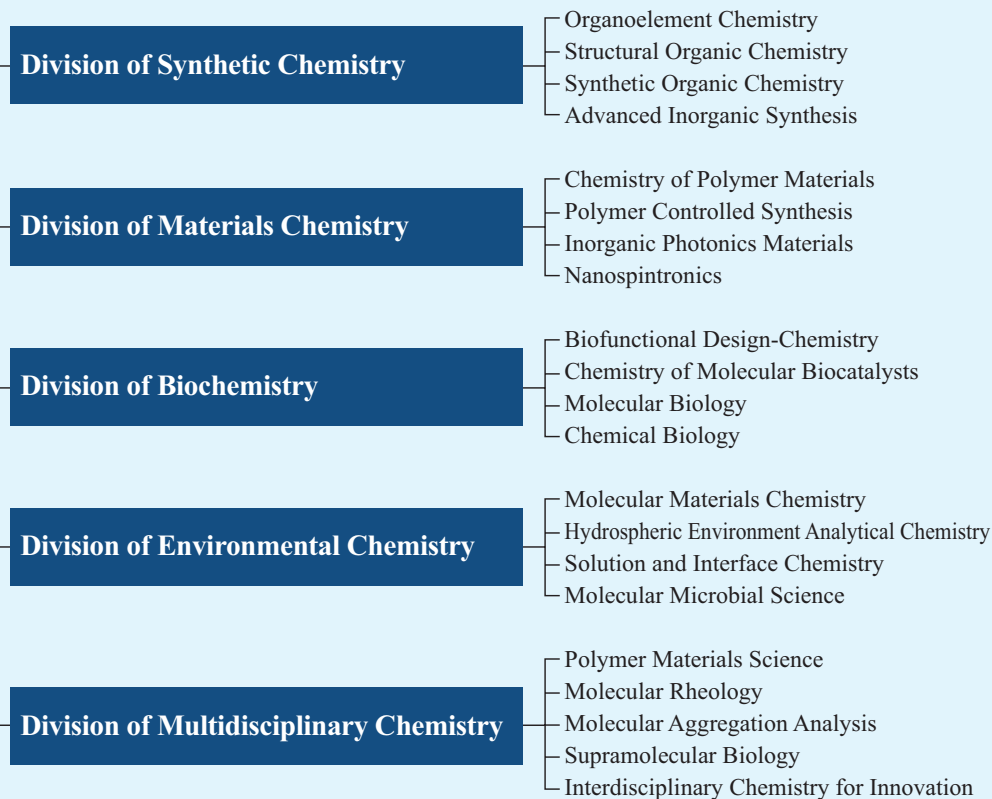 Division of Synthetic Chemistry
Organoelement Chemistry
Structural Organic Chemistry
Synthetic Organic Chemistry
Advanced Inorganic Synthesis
Division of Materials Chemistry
Chemistry of Polymer Materials
Polymer Controlled Synthesis
Inorganic Photonics Materials
Nanospintronics
Division of Biochemistry
Biofunctional Design-Chemistry
Chemistry of Molecular Biocatalysts
Molecular Biology
Chemical Biology
Division of Environmental Chemistry
Molecular Materials Chemistry
Hydrospheric Environment Analytical Chemistry
Solution and Interface Chemistry
Molecular Microbial Science
Division of Multidisciplinary Chemistry
Polymer Materials Science
Molecular Rheology
Molecular Aggregation Analysis
Supramolecular Biology
Interdisciplinary Chemistry for Innovation